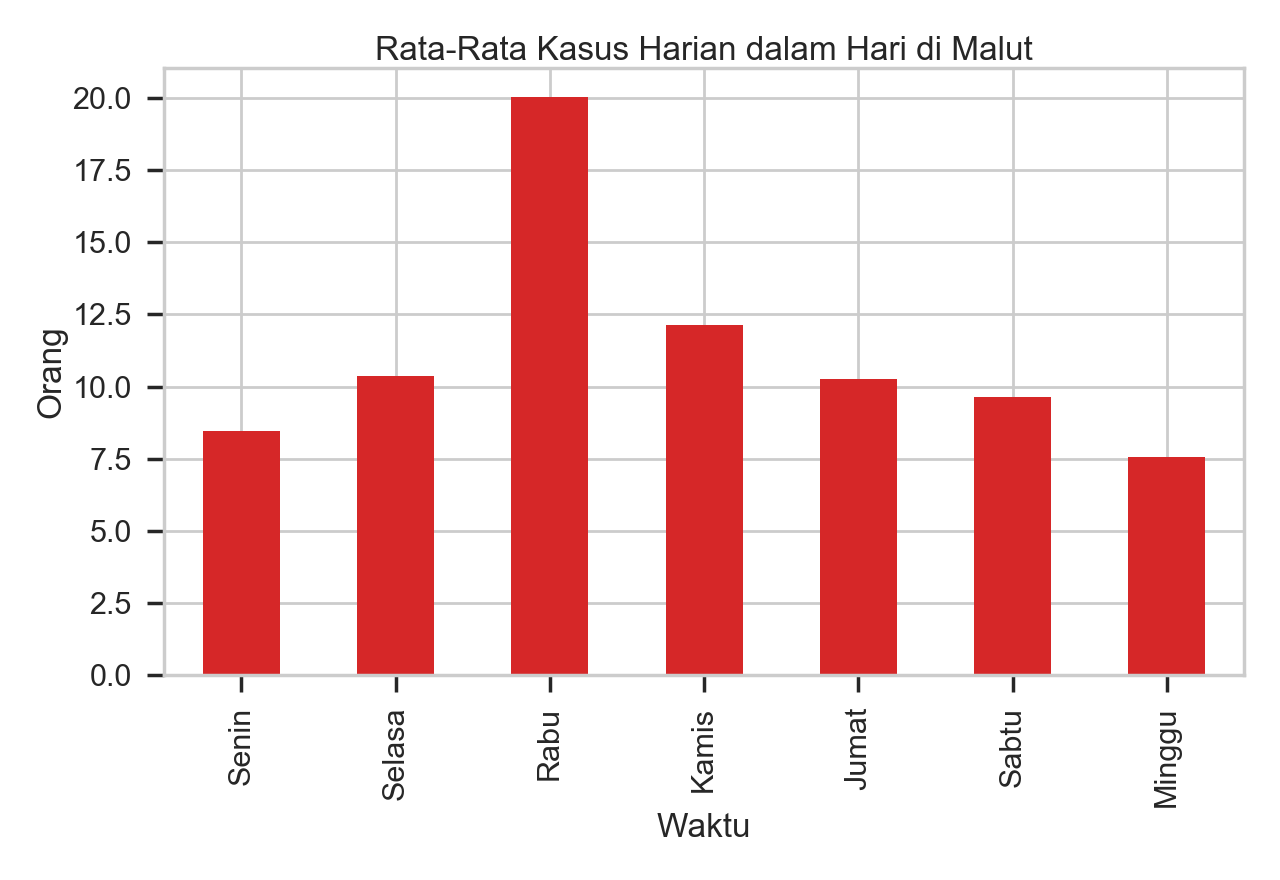 Rata-Rata Kasus Harian dalam Hari di Malut
Orang
20.0
17.5
15.0
12.5
10.0
7.5
5.0
2.5
0.0
Senin
Selasa
Rabu
Kamis
Jumat
Sabtu
Minggu
Waktu